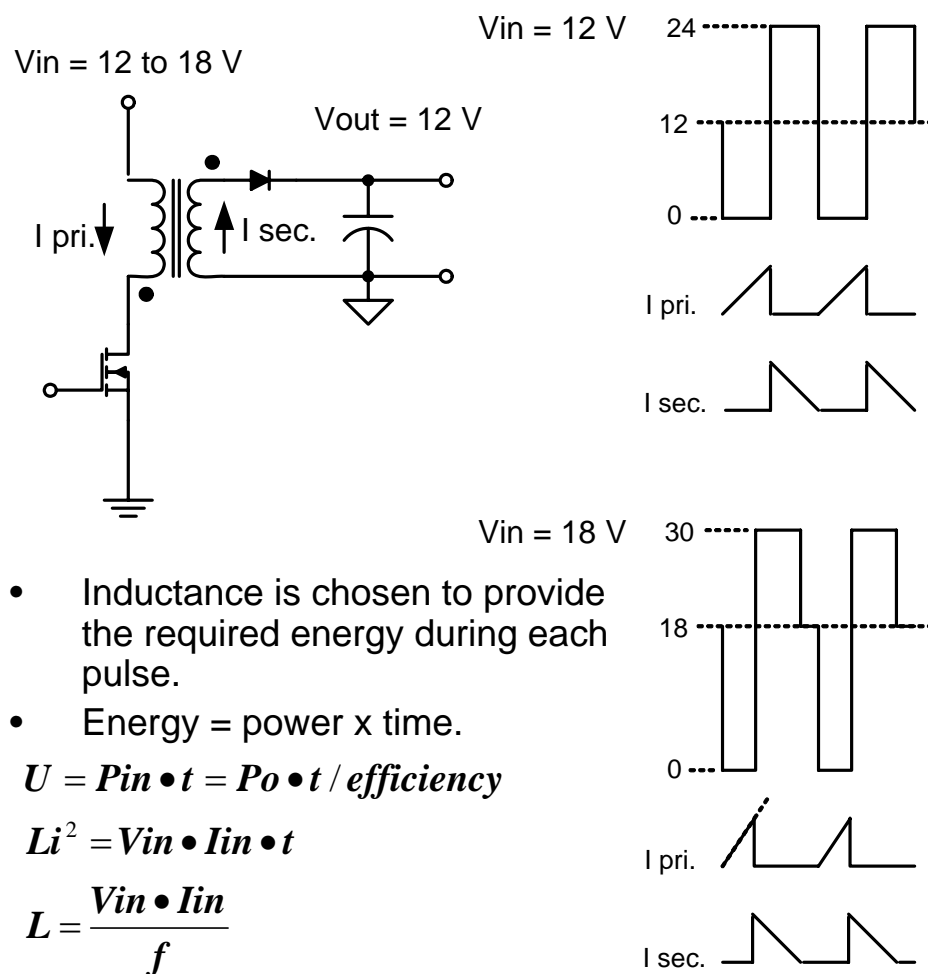 Vin = 12 to 18 V
Vout = 12 V
I pri.
I sec.
Vin = 12 V
24
12
0
I pri.
I sec.
Vin = 18 V
30
18
0
I pri.
I sec.
• Inductance is chosen to provide
the required energy during each
pulse.
• Energy = power x time.
U = Pin • t = Po • t / efficiency
Li² = Vin • Iin • t
L = Vin • Iin
f